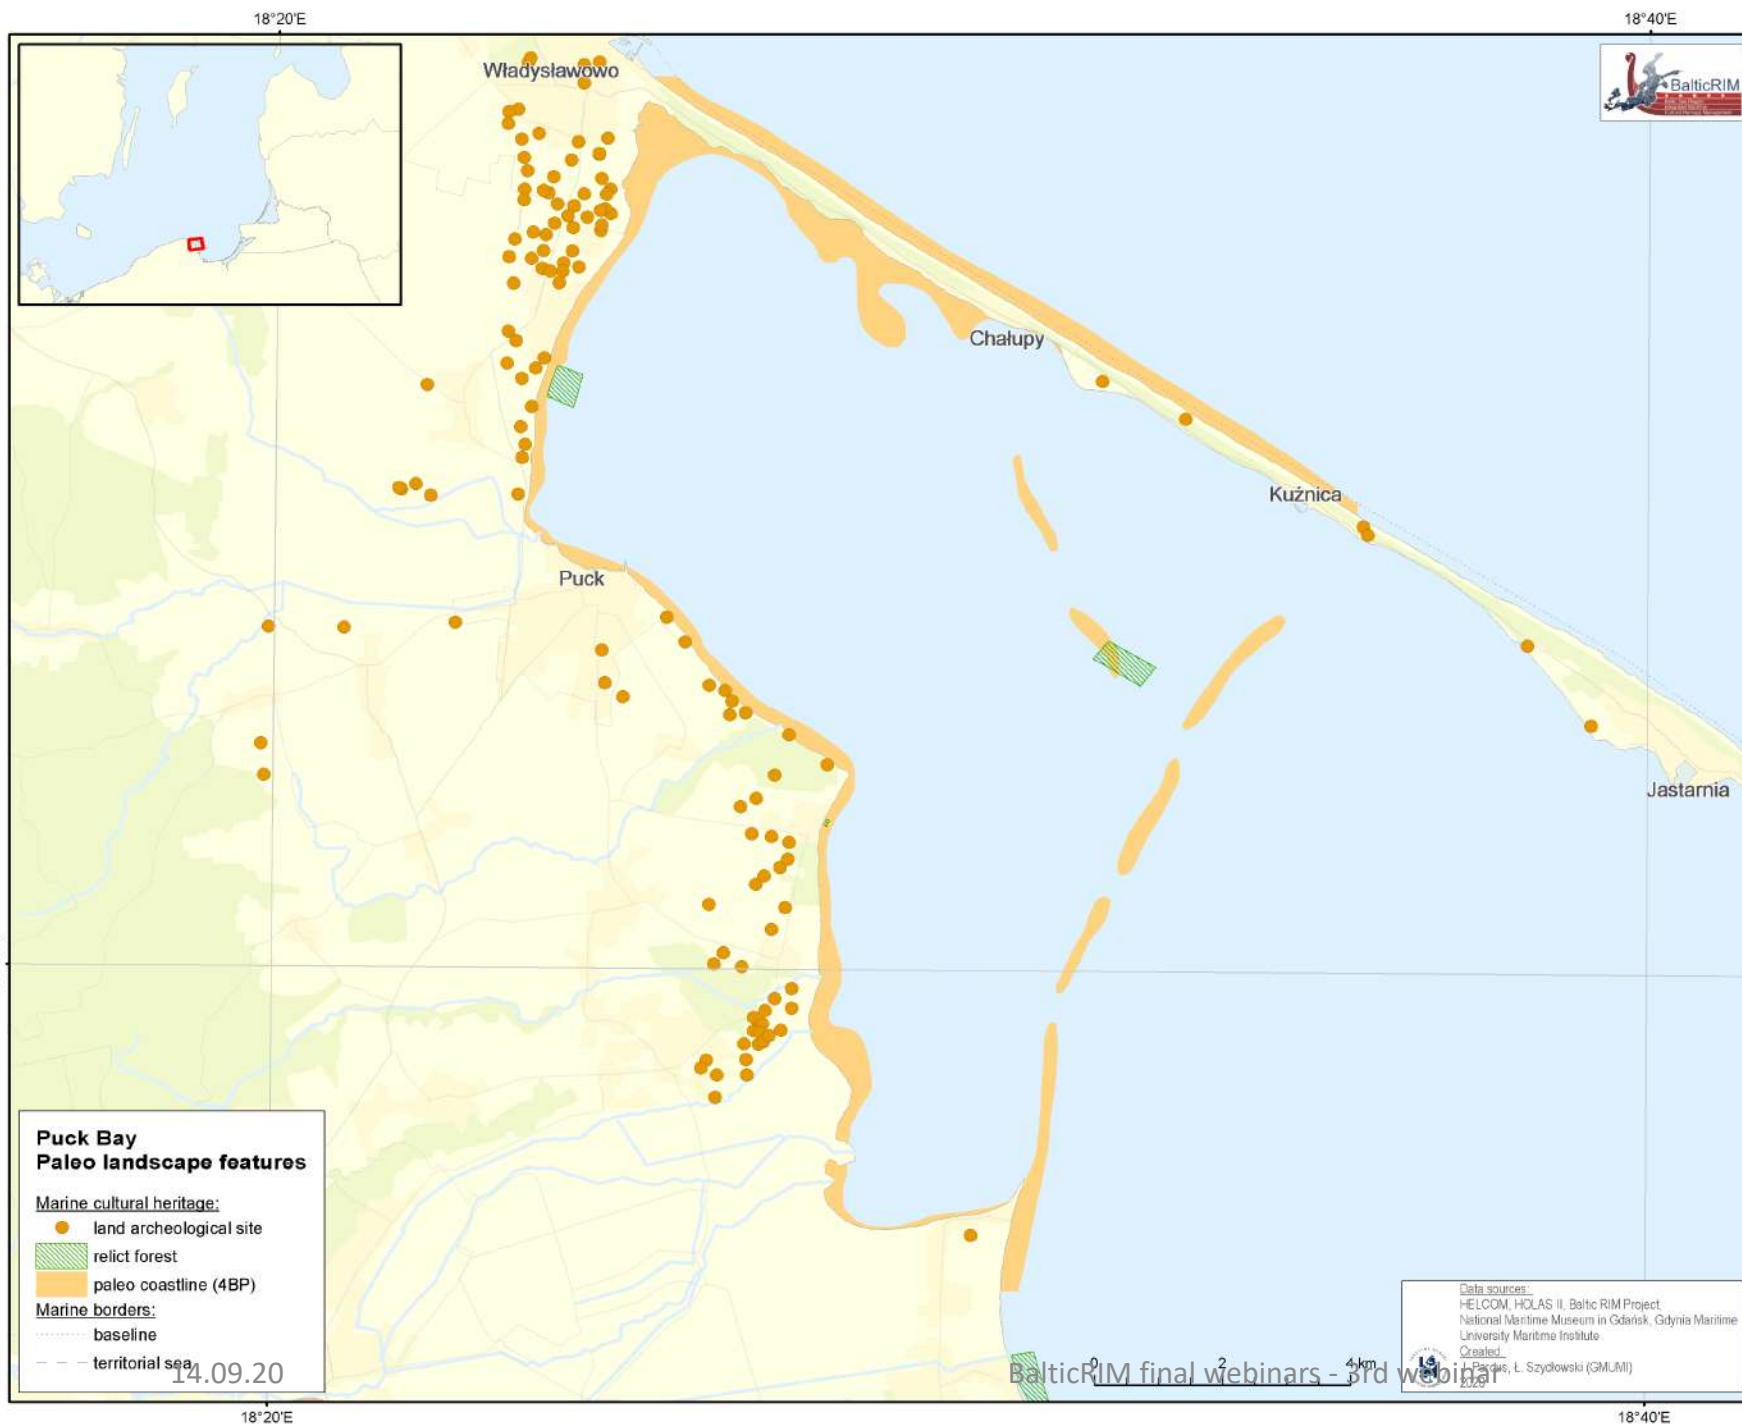 18°20'E
18°40'E
Władysławowo
BalticRIM
Chałupy
Kuźnica
Puck
Jastarnia
Puck Bay
Paleo landscape features
Marine cultural heritage:
land archeological site
relict forest
paleo coastline (4BP)
Marine borders:
baseline
territorial sea
14.09.20
BalticRIM final webinars - 3rd webinar
0 2 4 km
Data sources:
HELCOM, HOLAS II, Baltic RIM Project,
National Maritime Museum in Gdańsk, Gdynia Maritime
University Maritime Institute
Created:
J. Pardus, Ł. Szydłowski (GMUMI)
2020
18°20'E
18°40'E